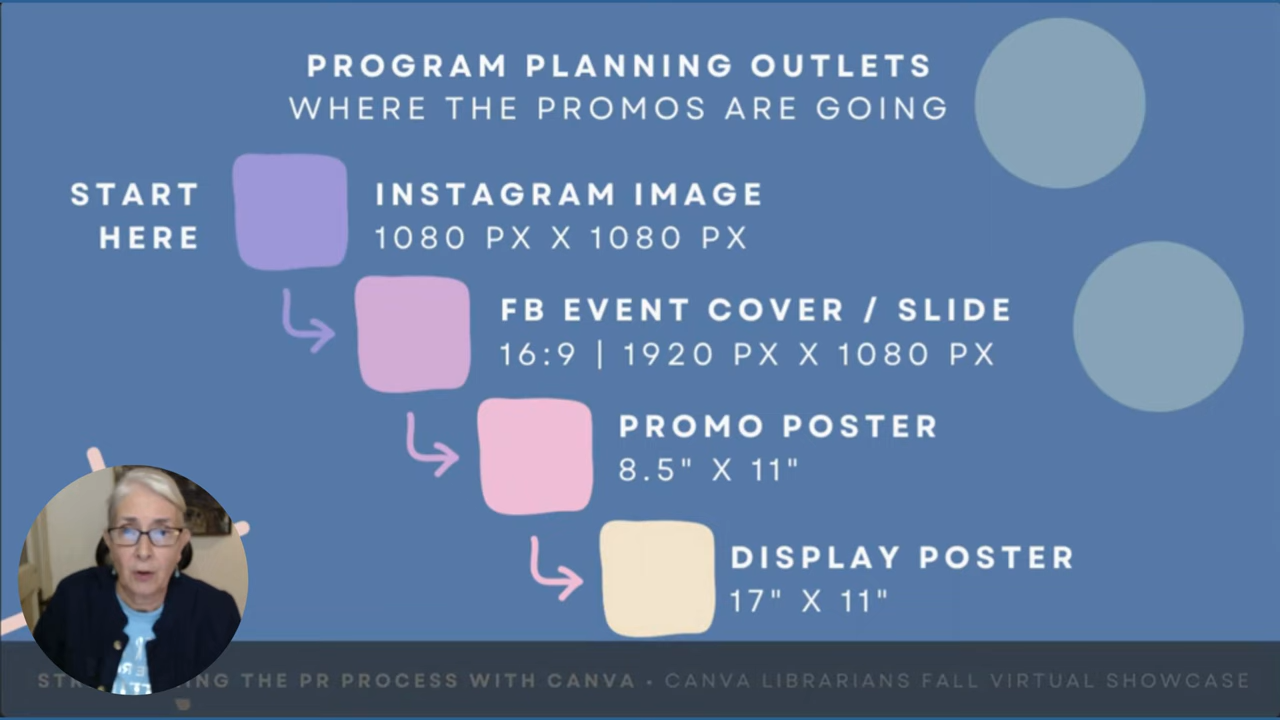 PROGRAM PLANNING OUTLETS
WHERE THE PROMOS ARE GOING
START
HERE
INSTAGRAM IMAGE
1080 PX X 1080 PX
FB EVENT COVER / SLIDE
16:9 | 1920 PX X 1080 PX
PROMO POSTER
8.5" X 11"
DISPLAY POSTER
17" X 11"
THE PR PROCESS WITH CANVA • CANVA LIBRARIANS FALL VIRTUAL SHOWCASE